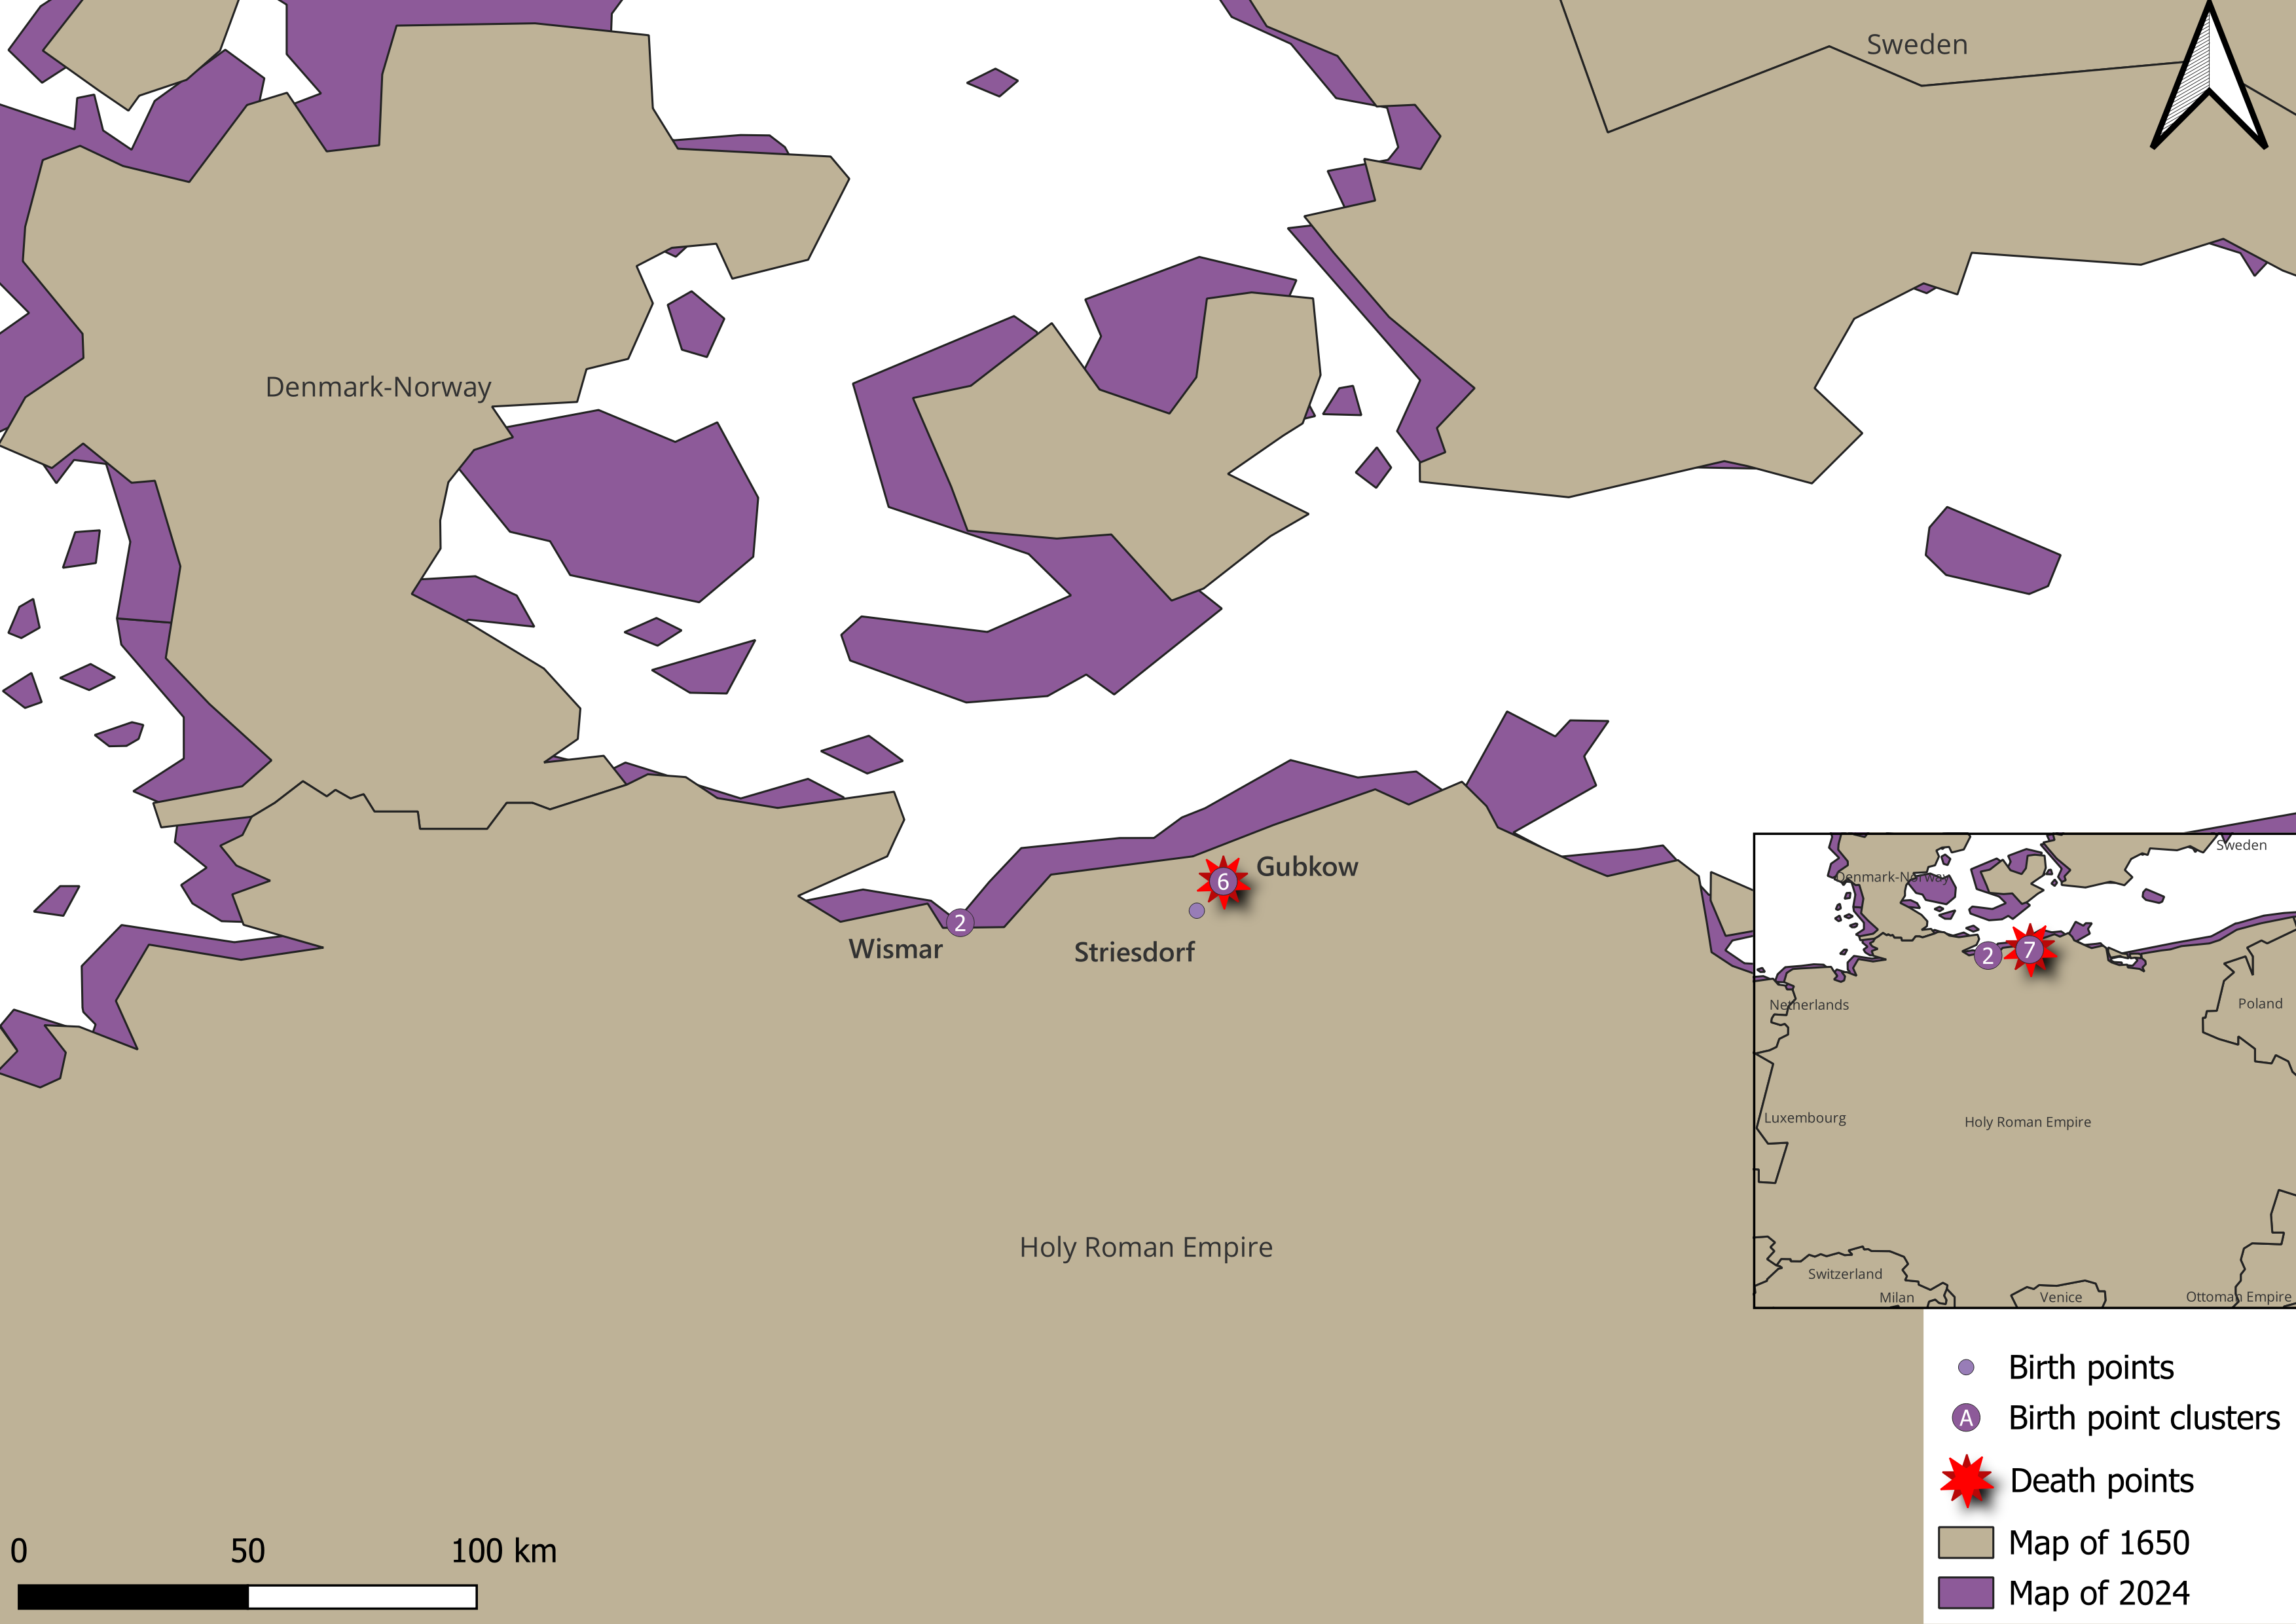 Sweden
Denmark-Norway
6
Gubkow
2
Wismar
Striesdorf
Holy Roman Empire
Sweden
Denmark-Norway
2
7
Netherlands
Poland
Luxembourg
Holy Roman Empire
Switzerland
Milan
Venice
Ottoman Empire
Birth points
A Birth point clusters
Death points
Map of 1650
Map of 2024
0 50 100 km